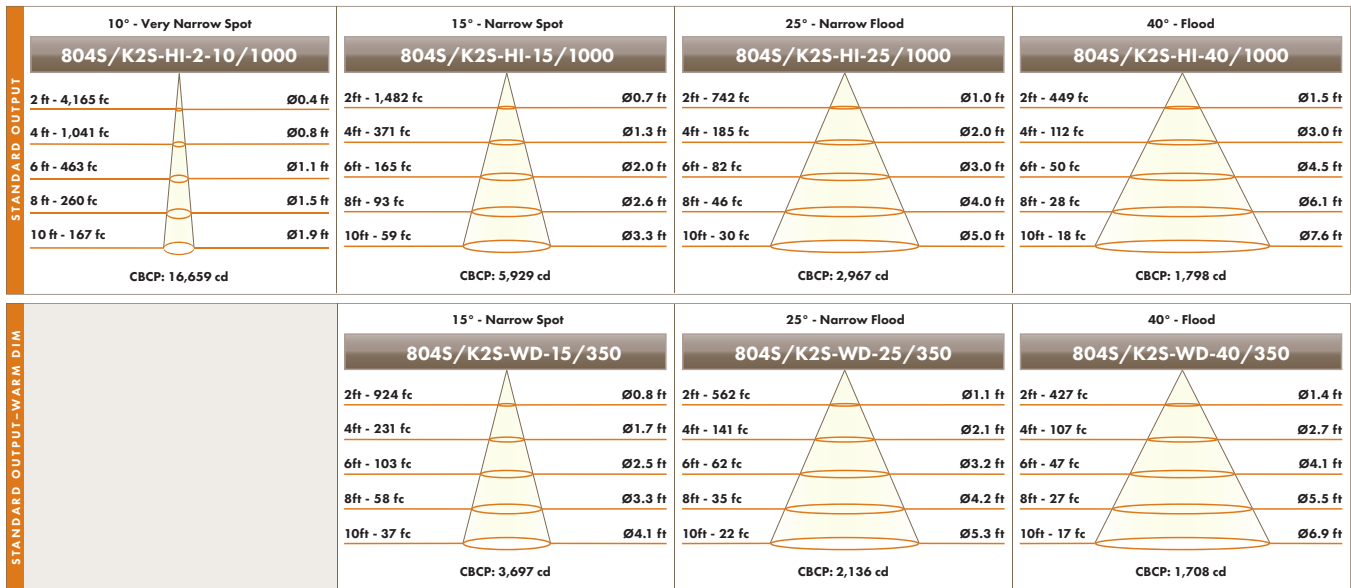 STANDARD OUTPUT
10° - Very Narrow Spot
804S/K2S-HI-2-10/1000
2 ft - 4,165 fc Ø0.4 ft
4 ft - 1,041 fc Ø0.8 ft
6 ft - 463 fc Ø1.1 ft
8 ft - 260 fc Ø1.5 ft
10 ft - 167 fc Ø1.9 ft
CBCP: 16,659 cd
15° - Narrow Spot
804S/K2S-HI-15/1000
2ft - 1,482 fc Ø0.7 ft
4ft - 371 fc Ø1.3 ft
6ft - 165 fc Ø2.0 ft
8ft - 93 fc Ø2.6 ft
10ft - 59 fc Ø3.3 ft
CBCP: 5,929 cd
25° - Narrow Flood
804S/K2S-HI-25/1000
2ft - 742 fc Ø1.0 ft
4ft - 185 fc Ø2.0 ft
6ft - 82 fc Ø3.0 ft
8ft - 46 fc Ø4.0 ft
10ft - 30 fc Ø5.0 ft
CBCP: 2,967 cd
40° - Flood
804S/K2S-HI-40/1000
2ft - 449 fc Ø1.5 ft
4ft - 112 fc Ø3.0 ft
6ft - 50 fc Ø4.5 ft
8ft - 28 fc Ø6.1 ft
10ft - 18 fc Ø7.6 ft
CBCP: 1,798 cd
STANDARD OUTPUT–WARM DIM
15° - Narrow Spot
804S/K2S-WD-15/350
2ft - 924 fc Ø0.8 ft
4ft - 231 fc Ø1.7 ft
6ft - 103 fc Ø2.5 ft
8ft - 58 fc Ø3.3 ft
10ft - 37 fc Ø4.1 ft
CBCP: 3,697 cd
25° - Narrow Flood
804S/K2S-WD-25/350
2ft - 562 fc Ø1.1 ft
4ft - 141 fc Ø2.1 ft
6ft - 62 fc Ø3.2 ft
8ft - 35 fc Ø4.2 ft
10ft - 22 fc Ø5.3 ft
CBCP: 2,136 cd
40° - Flood
804S/K2S-WD-40/350
2ft - 427 fc Ø1.4 ft
4ft - 107 fc Ø2.7 ft
6ft - 47 fc Ø4.1 ft
8ft - 27 fc Ø5.5 ft
10ft - 17 fc Ø6.9 ft
CBCP: 1,708 cd